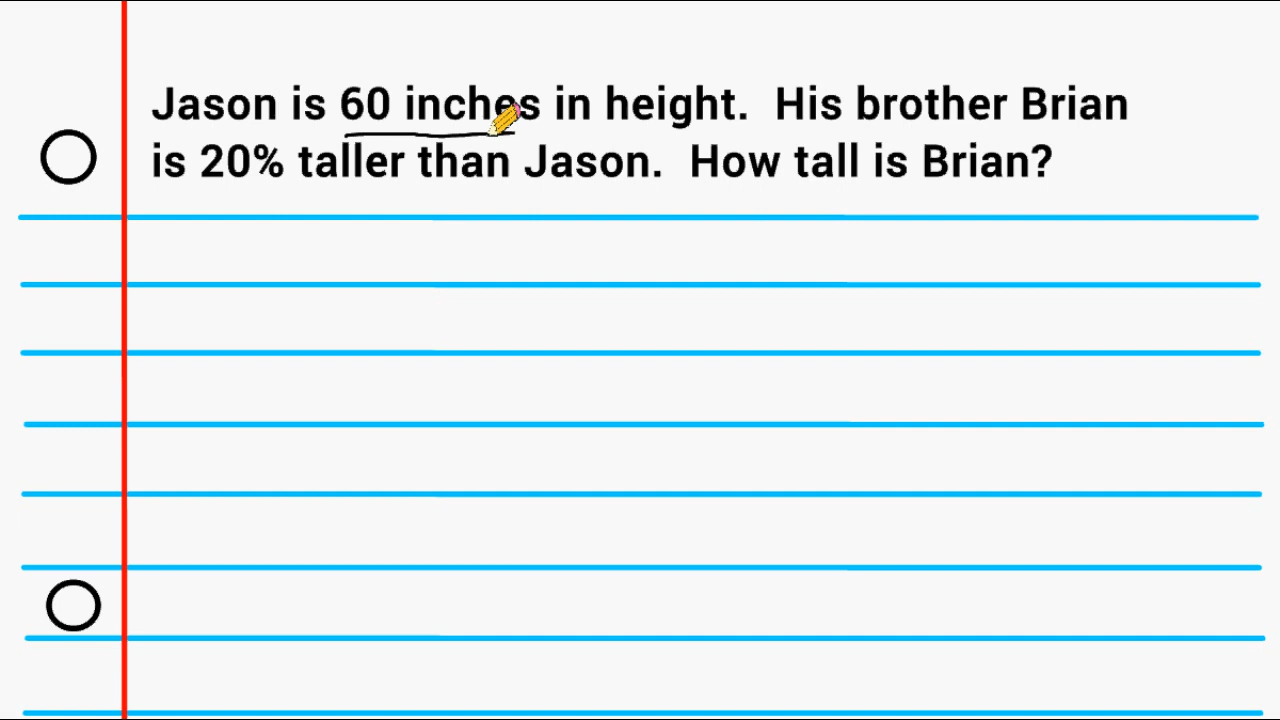 Jason is 60 inches in height.  His brother Brian
is 20% taller than Jason.  How tall is Brian?